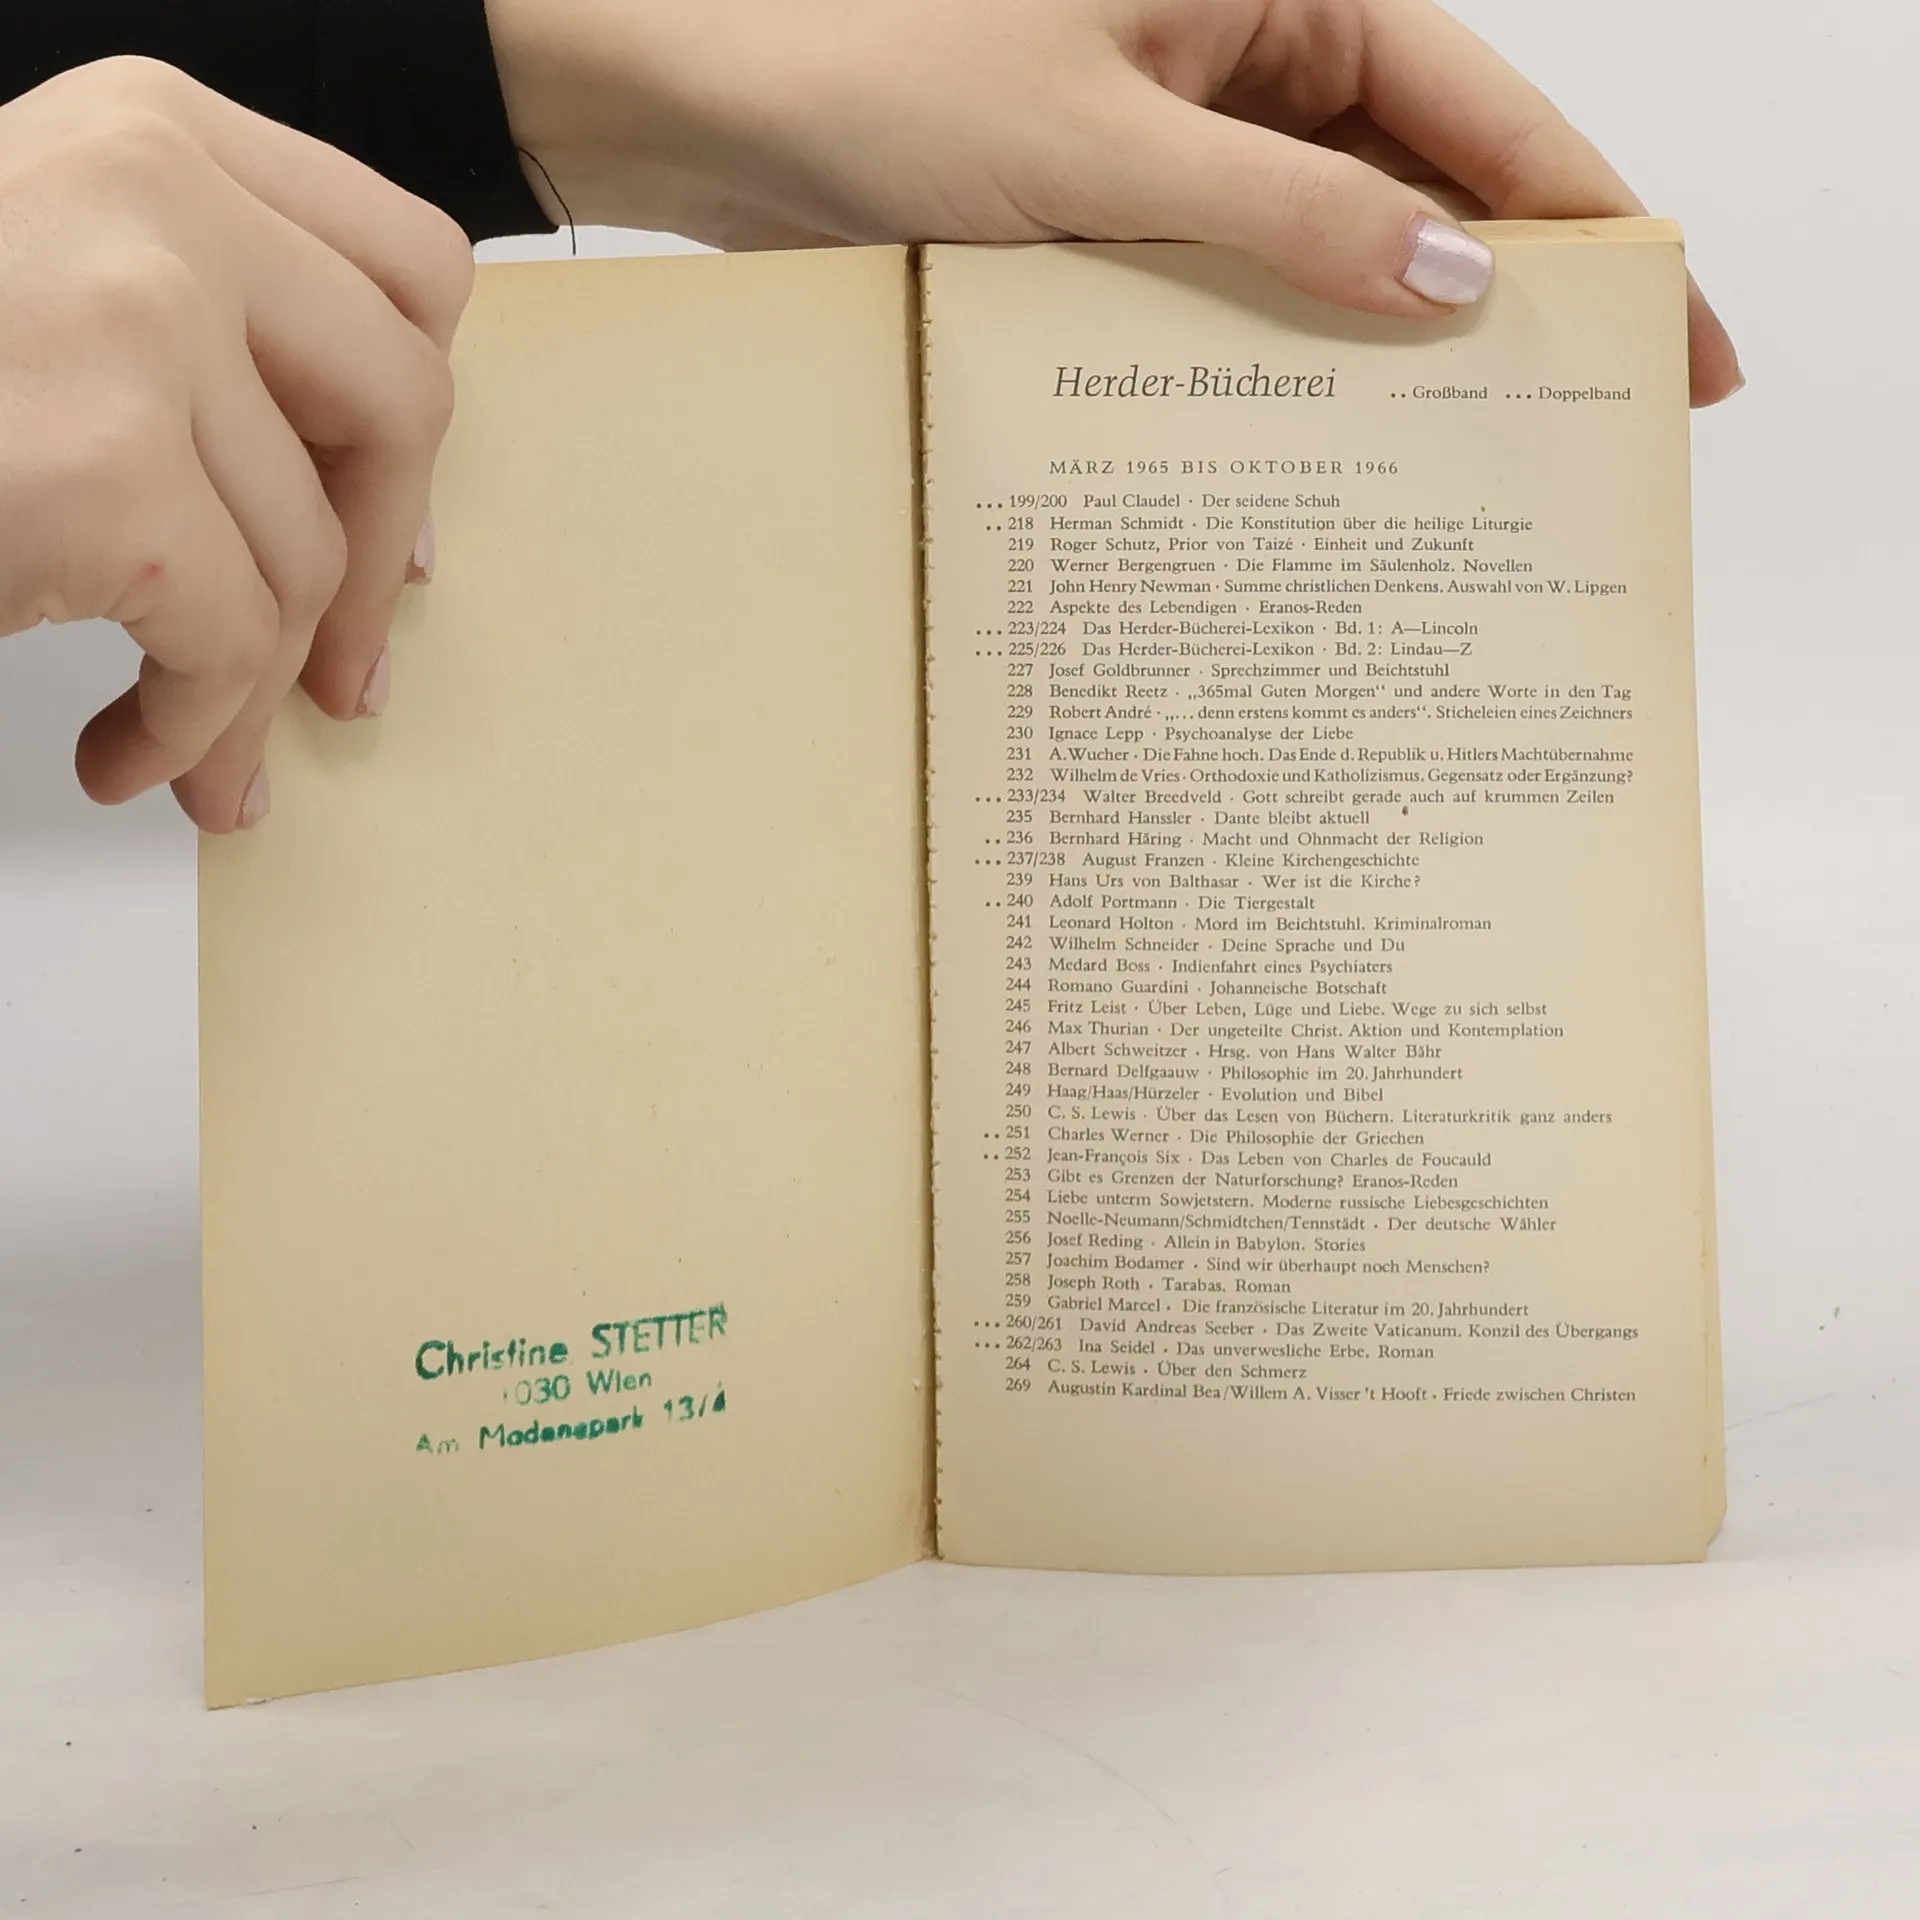 Christine STETTER
1030 Wien
Am Modenapark 13/
Herder-Bücherei .. Großband ... Doppelband
MÄRZ 1965 BIS OKTOBER 1966
... 199/200 Paul Claudel · Der seidene Schuh
.. 218 Herman Schmidt · Die Konstitution über die heilige Liturgie
219 Roger Schutz, Prior von Taizé · Einheit und Zukunft
220 Werner Bergengruen · Die Flamme im Säulenholz. Novellen
221 John Henry Newman · Summe christlichen Denkens. Auswahl von W. Lipgen
222 Aspekte des Lebendigen · Eranos-Reden
... 223/224 Das Herder-Bücherei-Lexikon · Bd. 1: A—Lincoln
... 225/226 Das Herder-Bücherei-Lexikon · Bd. 2: Lindau—Z
227 Josef Goldbrunner · Sprechzimmer und Beichtstuhl
228 Benedikt Reetz · „365mal Guten Morgen“ und andere Worte in den Tag
229 Robert André · „... denn erstens kommt es anders“. Sticheleien eines Zeichners
230 Ignace Lepp · Psychoanalyse der Liebe
231 A. Wucher · Die Fahne hoch. Das Ende d. Republik u. Hitlers Machtübernahme
232 Wilhelm de Vries · Orthodoxie und Katholizismus. Gegensatz oder Ergänzung?
... 233/234 Walter Breedveld · Gott schreibt gerade auch auf krummen Zeilen
235 Bernhard Hanssler · Dante bleibt aktuell
.. 236 Bernhard Häring · Macht und Ohnmacht der Religion
... 237/238 August Franzen · Kleine Kirchengeschichte
239 Hans Urs von Balthasar · Wer ist die Kirche?
.. 240 Adolf Portmann · Die Tiergestalt
241 Leonard Holton · Mord im Beichtstuhl. Kriminalroman
242 Wilhelm Schneider · Deine Sprache und Du
243 Medard Boss · Indienfahrt eines Psychiaters
244 Romano Guardini · Johanneische Botschaft
245 Fritz Leist · Über Leben, Lüge und Liebe. Wege zu sich selbst
246 Max Thurian · Der ungeteilte Christ. Aktion und Kontemplation
247 Albert Schweitzer · Hrsg. von Hans Walter Bähr
248 Bernard Delfgaauw · Philosophie im 20. Jahrhundert
249 Haag/Haas/Hürzeler · Evolution und Bibel
250 C. S. Lewis · Über das Lesen von Büchern. Literaturkritik ganz anders
.. 251 Charles Werner · Die Philosophie der Griechen
.. 252 Jean-François Six · Das Leben von Charles de Foucauld
253 Gibt es Grenzen der Naturforschung? Eranos-Reden
254 Liebe unterm Sowjetstern. Moderne russische Liebesgeschichten
255 Noelle-Neumann/Schmidtchen/Tennstädt · Der deutsche Wähler
256 Josef Reding · Allein in Babylon. Stories
257 Joachim Bodamer · Sind wir überhaupt noch Menschen?
258 Joseph Roth · Tarabas. Roman
259 Gabriel Marcel · Die französische Literatur im 20. Jahrhundert
... 260/261 David Andreas Seeber · Das Zweite Vaticanum. Konzil des Übergangs
... 262/263 Ina Seidel · Das unverwesliche Erbe. Roman
264 C. S. Lewis · Über den Schmerz
269 Augustin Kardinal Bea/Willem A. Visser 't Hooft · Friede zwischen Christen